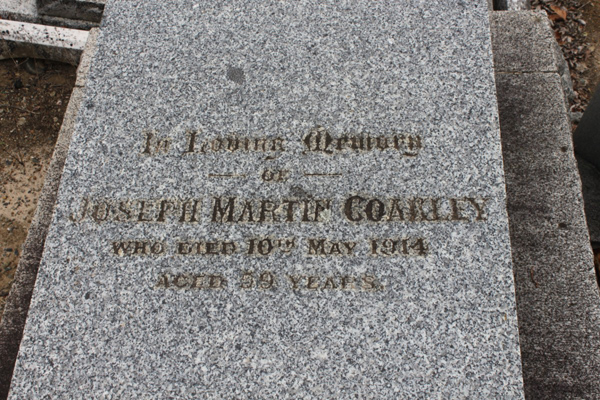 In Loving Memory
OF
JOSEPH MARTIN COAKLEY
WHO DIED 10TH MAY 1914
AGED 59 YEARS.